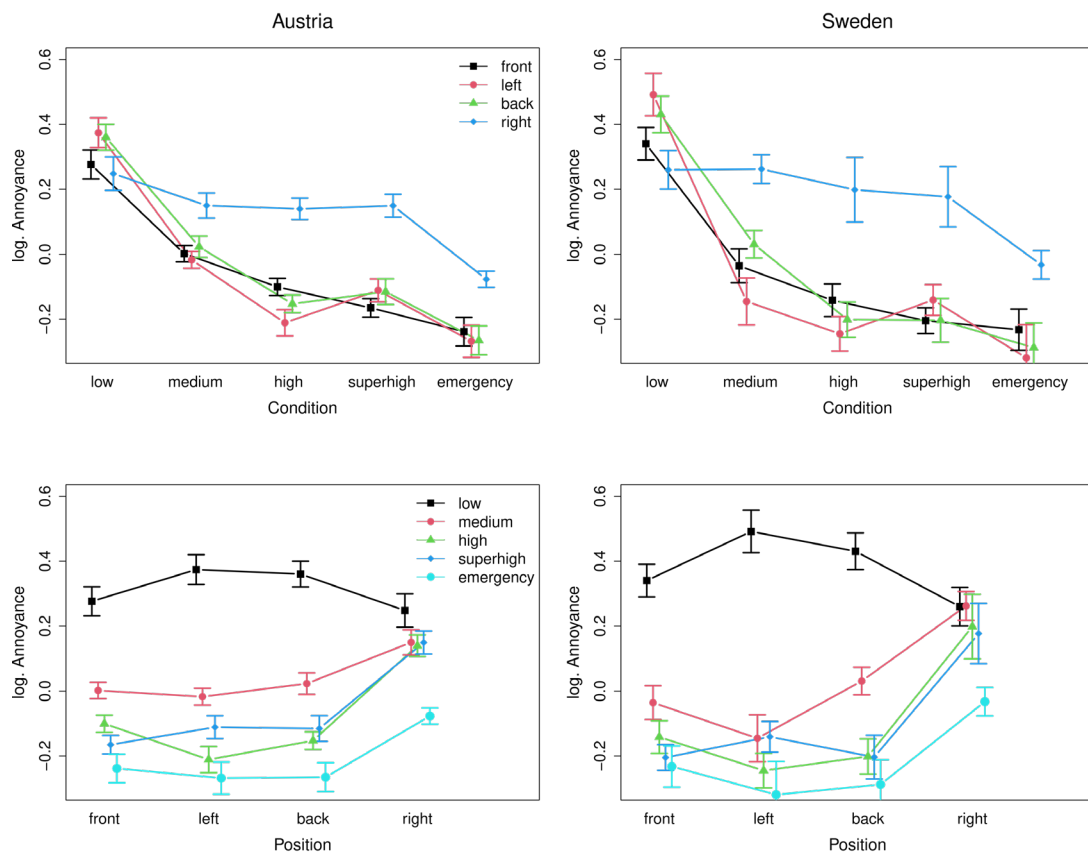 Austria
log. Annoyance
0.6
0.4
0.2
0.0
−0.2
front
left
back
right
low medium high superhigh emergency
Condition
Sweden
log. Annoyance
0.6
0.4
0.2
0.0
−0.2
low medium high superhigh emergency
Condition
log. Annoyance
0.6
0.4
0.2
0.0
−0.2
low
medium
high
superhigh
emergency
front left back right
Position
log. Annoyance
0.6
0.4
0.2
0.0
−0.2
front left back right
Position